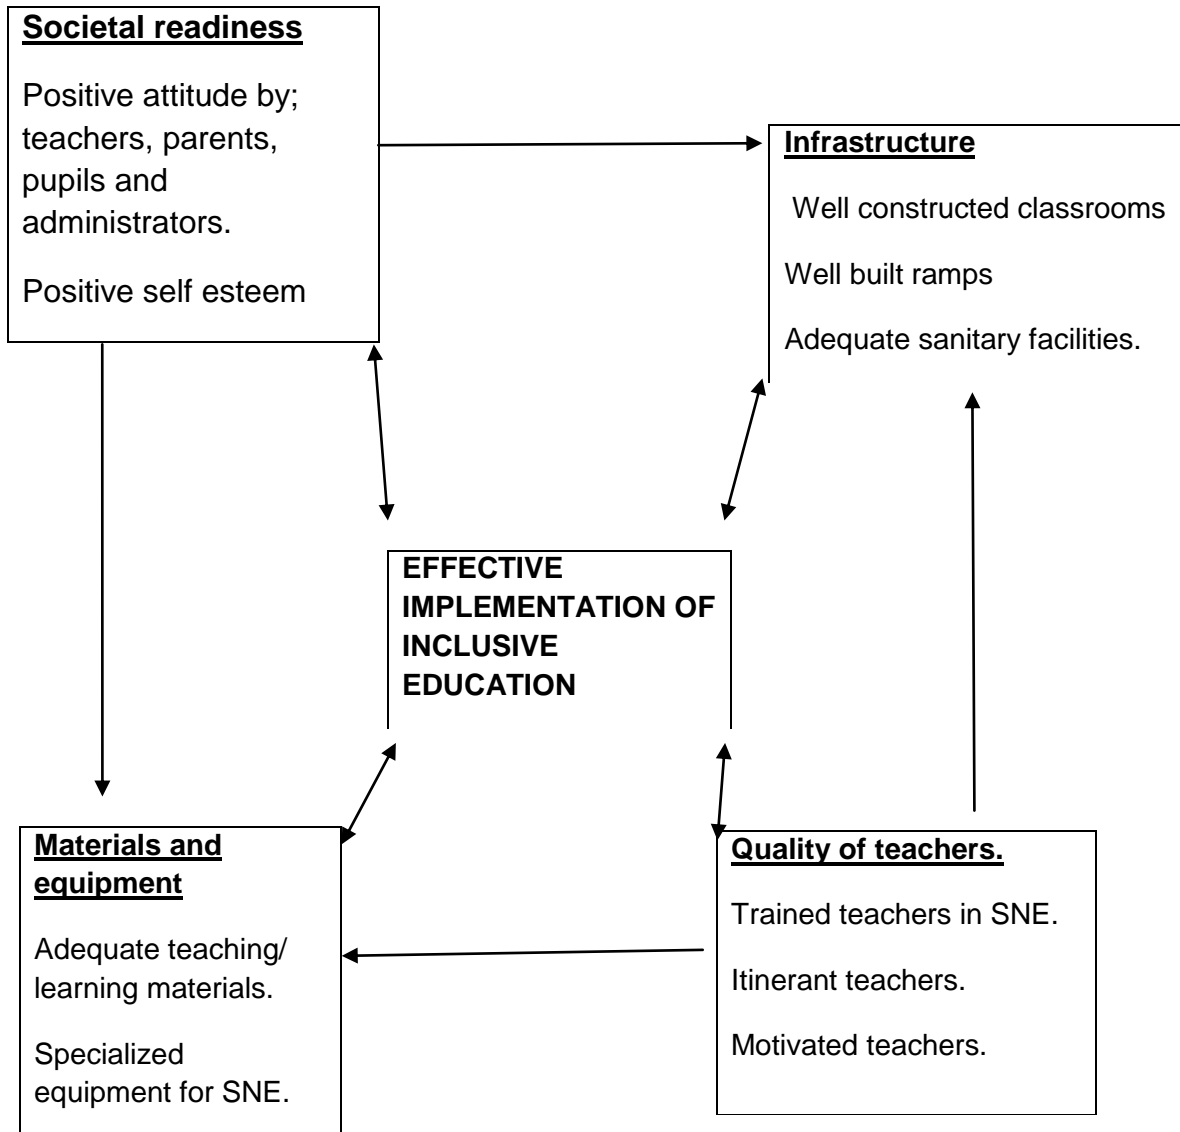 Societal readiness
Positive attitude by;
teachers, parents,
pupils and
administrators.
Positive self esteem
Infrastructure
Well constructed classrooms
Well built ramps
Adequate sanitary facilities.
EFFECTIVE
IMPLEMENTATION OF
INCLUSIVE
EDUCATION
Materials and
equipment
Adequate teaching/
learning materials.
Specialized
equipment for SNE.
Quality of teachers.
Trained teachers in SNE.
Itinerant teachers.
Motivated teachers.